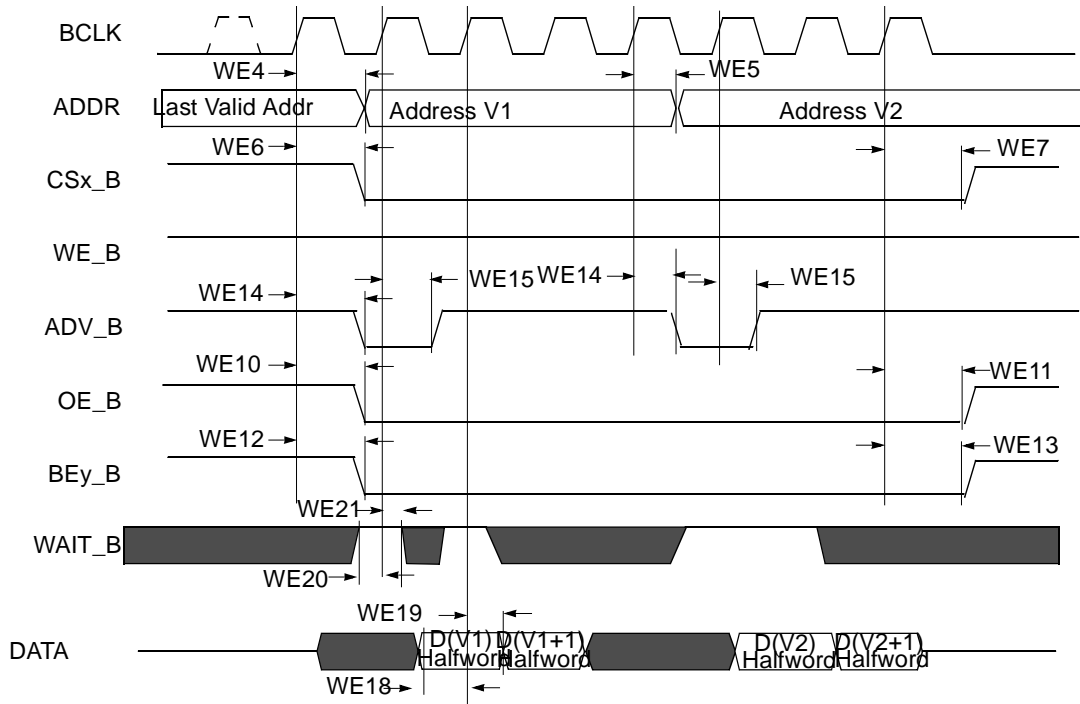 BCLK
WE4
WE5
ADDR
Last Valid Addr
Address V1
Address V2
WE6
WE7
CSx_B
WE_B
WE14
WE15
WE14
WE15
ADV_B
WE10
WE11
OE_B
WE12
WE13
BEy_B
WE21
WAIT_B
WE20
WE19
DATA
D(V1)
Halfword
D(V1+1)
Halfword
D(V2)
Halfword
D(V2+1)
Halfword
WE18